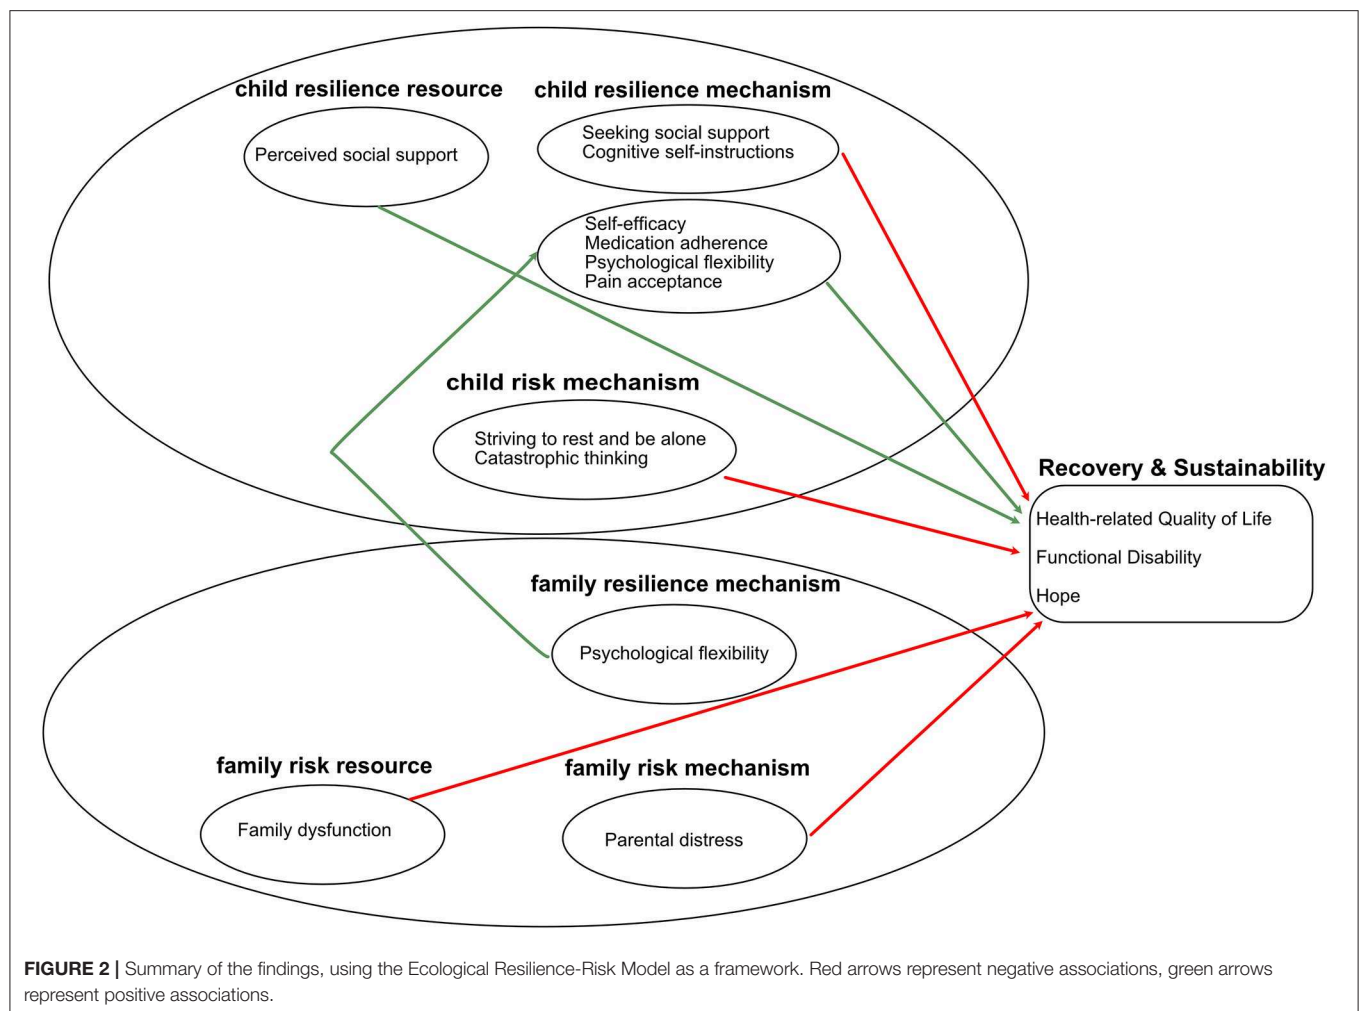 child resilience resource
child resilience mechanism
Perceived social support
Seeking social support
Cognitive self-instructions
Self-efficacy
Medication adherence
Psychological flexibility
Pain acceptance
child risk mechanism
Striving to rest and be alone
Catastrophic thinking
Recovery & Sustainability
Health-related Quality of Life
Functional Disability
Hope
family resilience mechanism
Psychological flexibility
family risk resource
Family dysfunction
family risk mechanism
Parental distress
FIGURE 2 | Summary of the findings, using the Ecological Resilience-Risk Model as a framework. Red arrows represent negative associations, green arrows
represent positive associations.